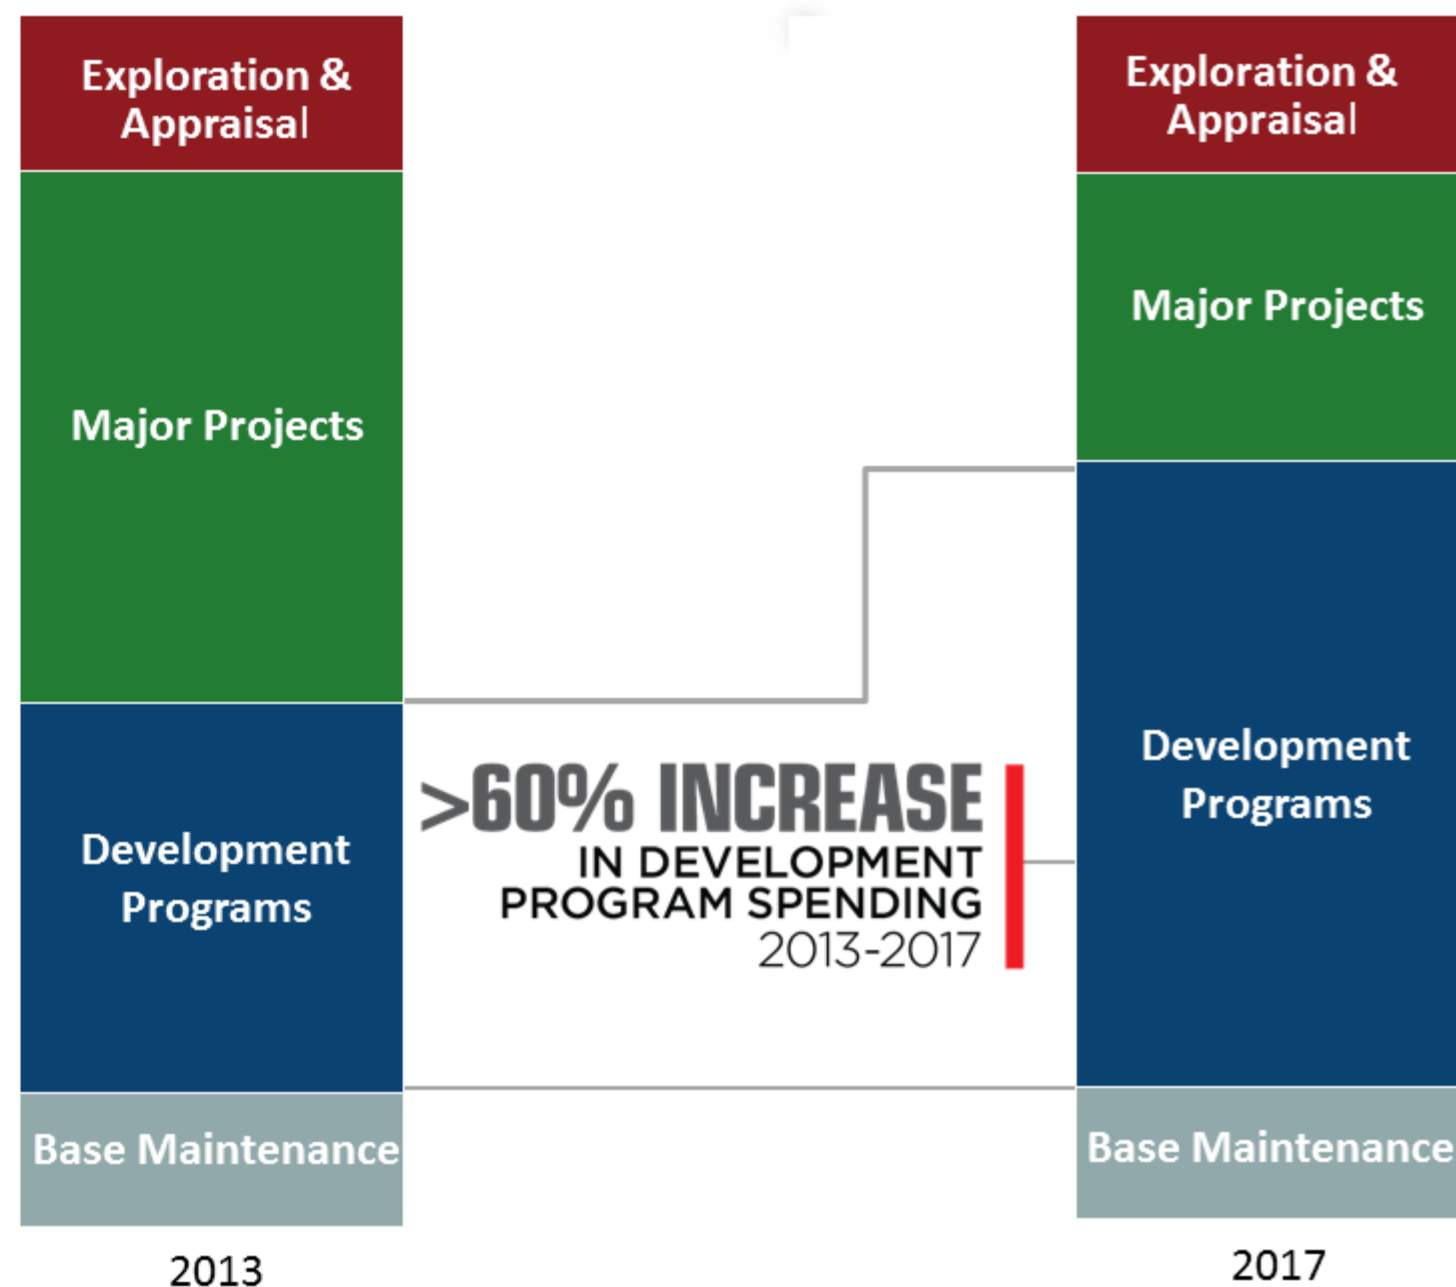 Exploration &
Appraisal
Major Projects
Development
Programs
Base Maintenance
2013
>60% INCREASE
IN DEVELOPMENT
PROGRAM SPENDING
2013-2017
Exploration &
Appraisal
Major Projects
Development
Programs
Base Maintenance
2017